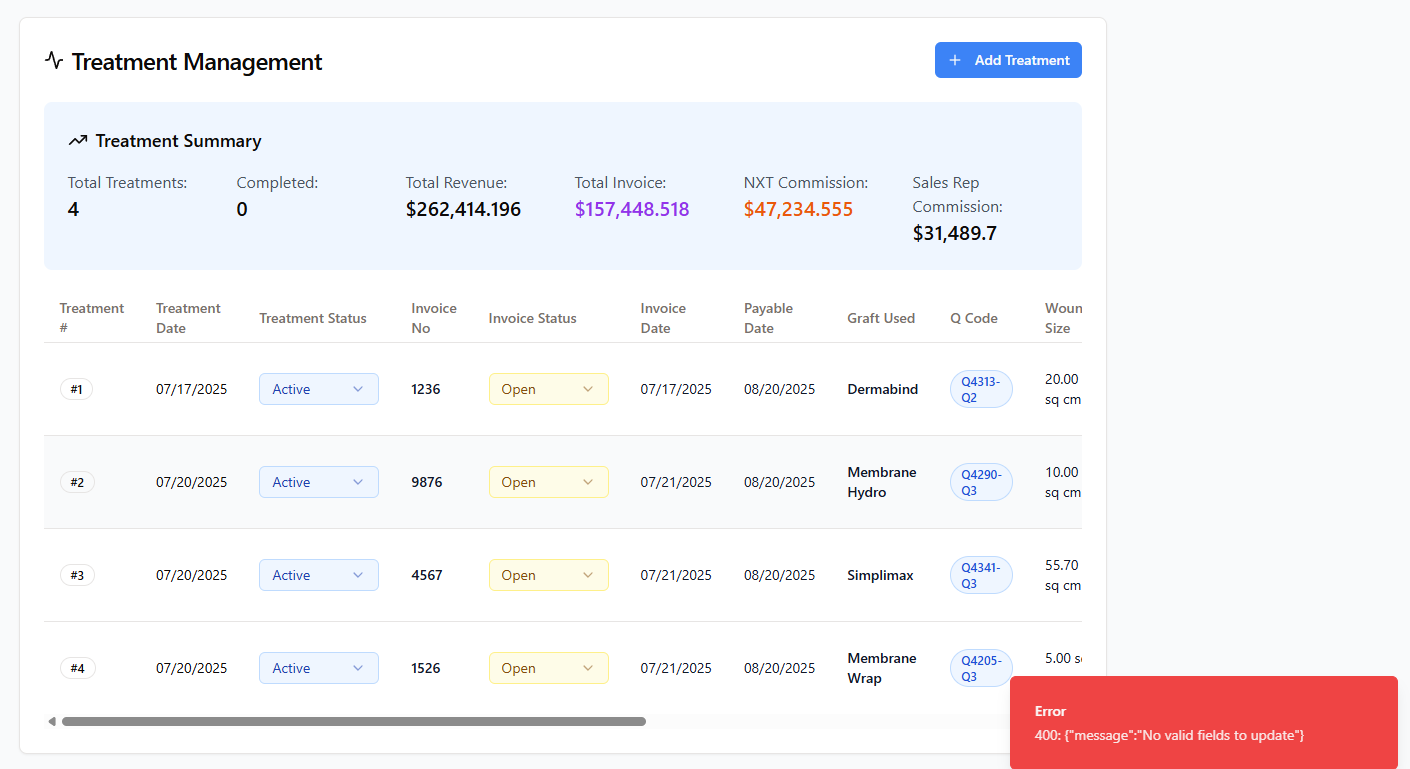 Treatment Management
+ Add Treatment
Treatment Summary
Total Treatments:
4
Completed:
0
Total Revenue:
$262,414.196
Total Invoice:
$157,448.518
NXT Commission:
$47,234.555
Sales Rep
Commission:
$31,489.7
Treatment
#
Treatment
Date
Treatment Status
Invoice
No
Invoice Status
Invoice
Date
Payable
Date
Graft Used
Q Code
Woun
Size
#1
07/17/2025
Active
1236
Open
07/17/2025
08/20/2025
Dermabind
Q4313-
Q2
20.00
sq cm
#2
07/20/2025
Active
9876
Open
07/21/2025
08/20/2025
Membrane
Hydro
Q4290-
Q3
10.00
sq cm
#3
07/20/2025
Active
4567
Open
07/21/2025
08/20/2025
Simplimax
Q4341-
Q3
55.70
sq cm
#4
07/20/2025
Active
1526
Open
07/21/2025
08/20/2025
Membrane
Wrap
Q4205-
Q3
5.00 s
Error
400: {"message":"No valid fields to update"}